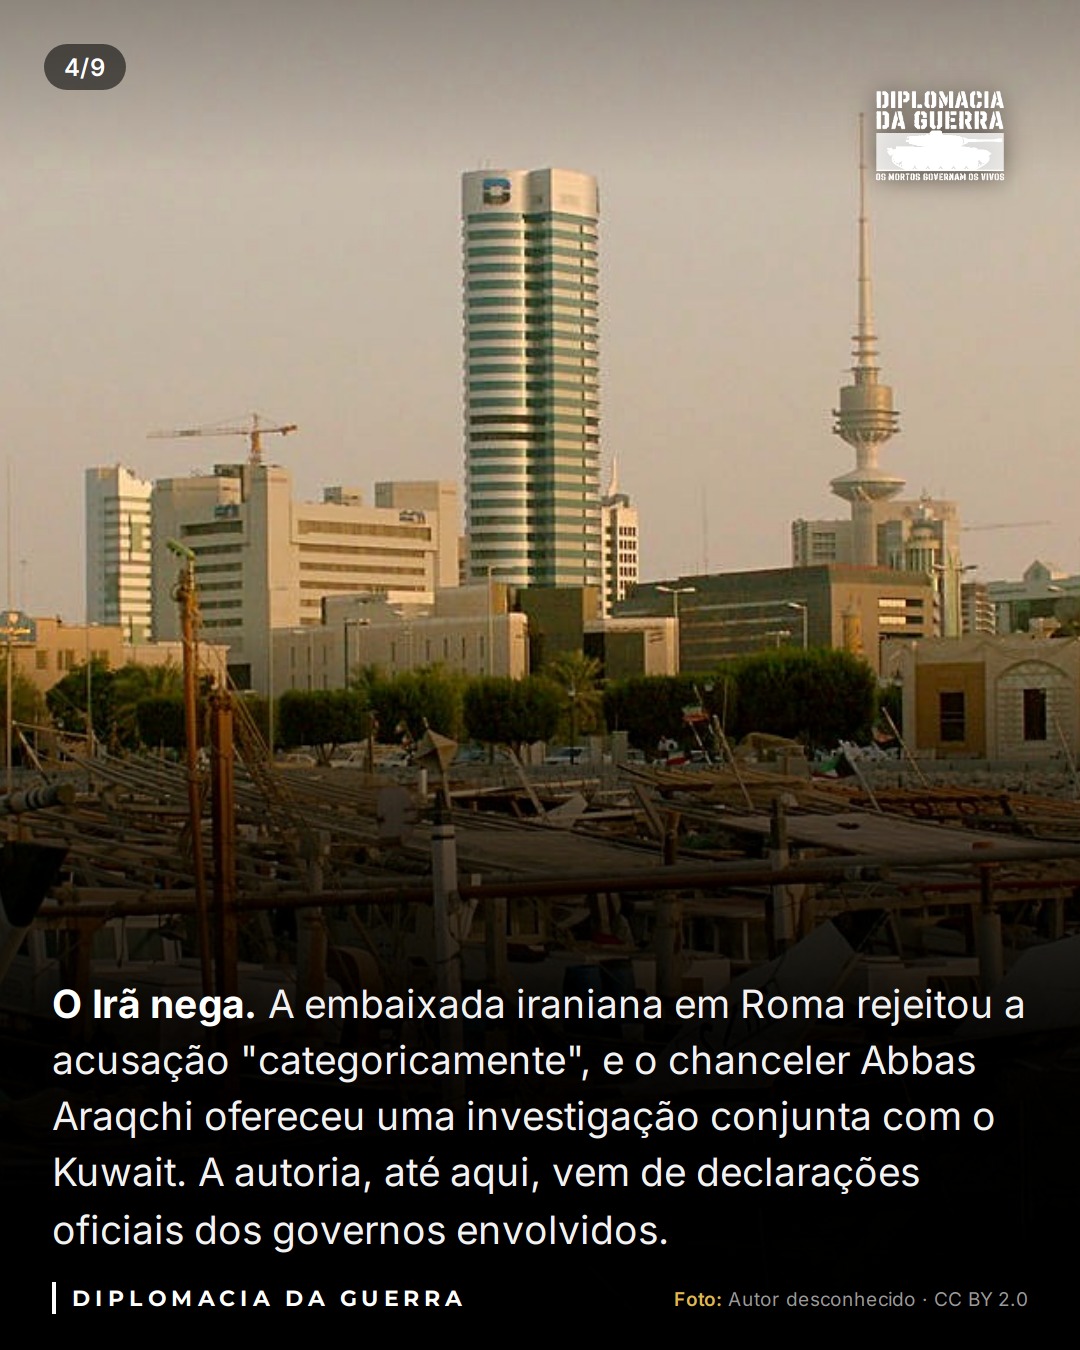 4/9
DIPLOMACIA
DA GUERRA
OS MORTOS GOVERNAM OS VIVOS
O Irã nega. A embaixada iraniana em Roma rejeitou a
acusação "categoricamente", e o chanceler Abbas
Araqchi ofereceu uma investigação conjunta com o
Kuwait. A autoria, até aqui, vem de declarações
oficiais dos governos envolvidos.
DIPLOMACIA DA GUERRA
Foto: Autor desconhecido · CC BY 2.0